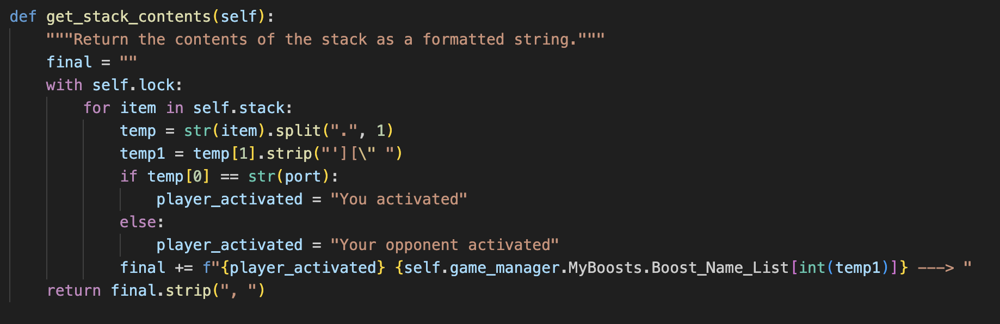 def get_stack_contents(self):
    """Return the contents of the stack as a formatted string."""
    final = ""
    with self.lock:
        for item in self.stack:
            temp = str(item).split(".", 1)
            temp1 = temp[1].strip("'][\" ")
            if temp[0] == str(port):
                player_activated = "You activated"
            else:
                player_activated = "Your opponent activated"
            final += f"{player_activated} {self.game_manager.MyBoosts.Boost_Name_List[int(temp1)]} ---> "
    return final.strip(", ")